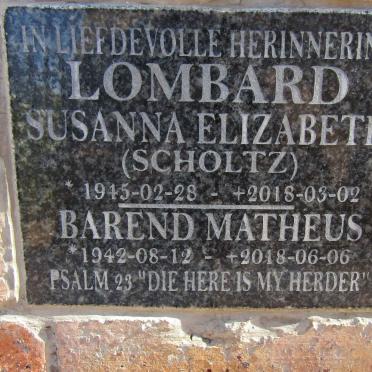 IN LIEFDEVOLLE HERINNERIN
LOMBARD
SUSANNA ELIZABETH
(SCHOLTZ)
* 1945-02-28 - +2018-03-02
BAREND MATHEUS
*1942-08-12 - +2018-06-06
PSALM 23 "DIE HERE IS MY HERDER"